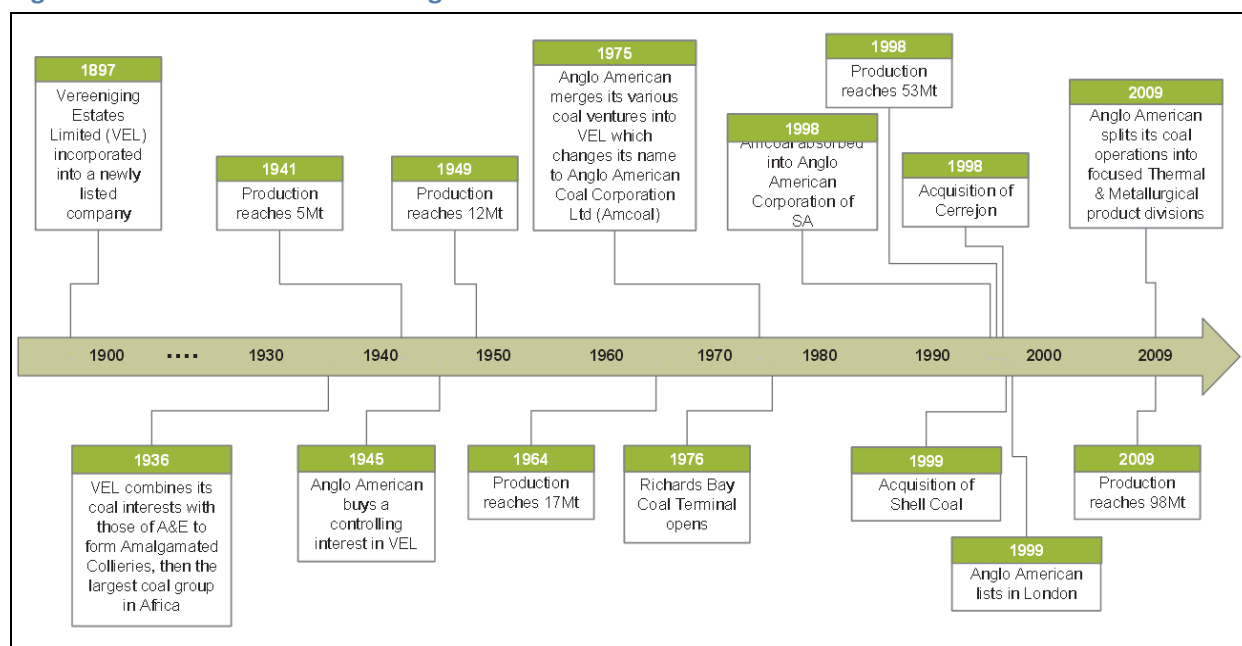 1897
Vereeniging
Estates
Limited (VEL)
incorporated
into a newly
listed
company
1941
Production
reaches 5Mt
1949
Production
reaches 12Mt
1975
Anglo American
merges its various
coal ventures into
VEL which
changes its name
to Anglo American
Coal Corporation
Ltd (Amcoal)
1998
Amcoal absorbed
into Anglo
American
Corporation of
SA
1998
Production
reaches 53Mt
1998
Acquisition of
Cerrejon
2009
Anglo American
splits its coal
operations into
focused Thermal
& Metallurgical
product divisions
1900 .... 1930 1940 1950 1960 1970 1980 1990 2000 2009
1936
VEL combines its
coal interests with
those of A&E to
form Amalgamated
Collieries, then the
largest coal group
in Africa
1945
Anglo American
buys a
controlling
interest in VEL
1964
Production
reaches 17Mt
1976
Richards Bay
Coal Terminal
opens
1999
Acquisition of
Shell Coal
1999
Anglo American
lists in London
2009
Production
reaches 98Mt